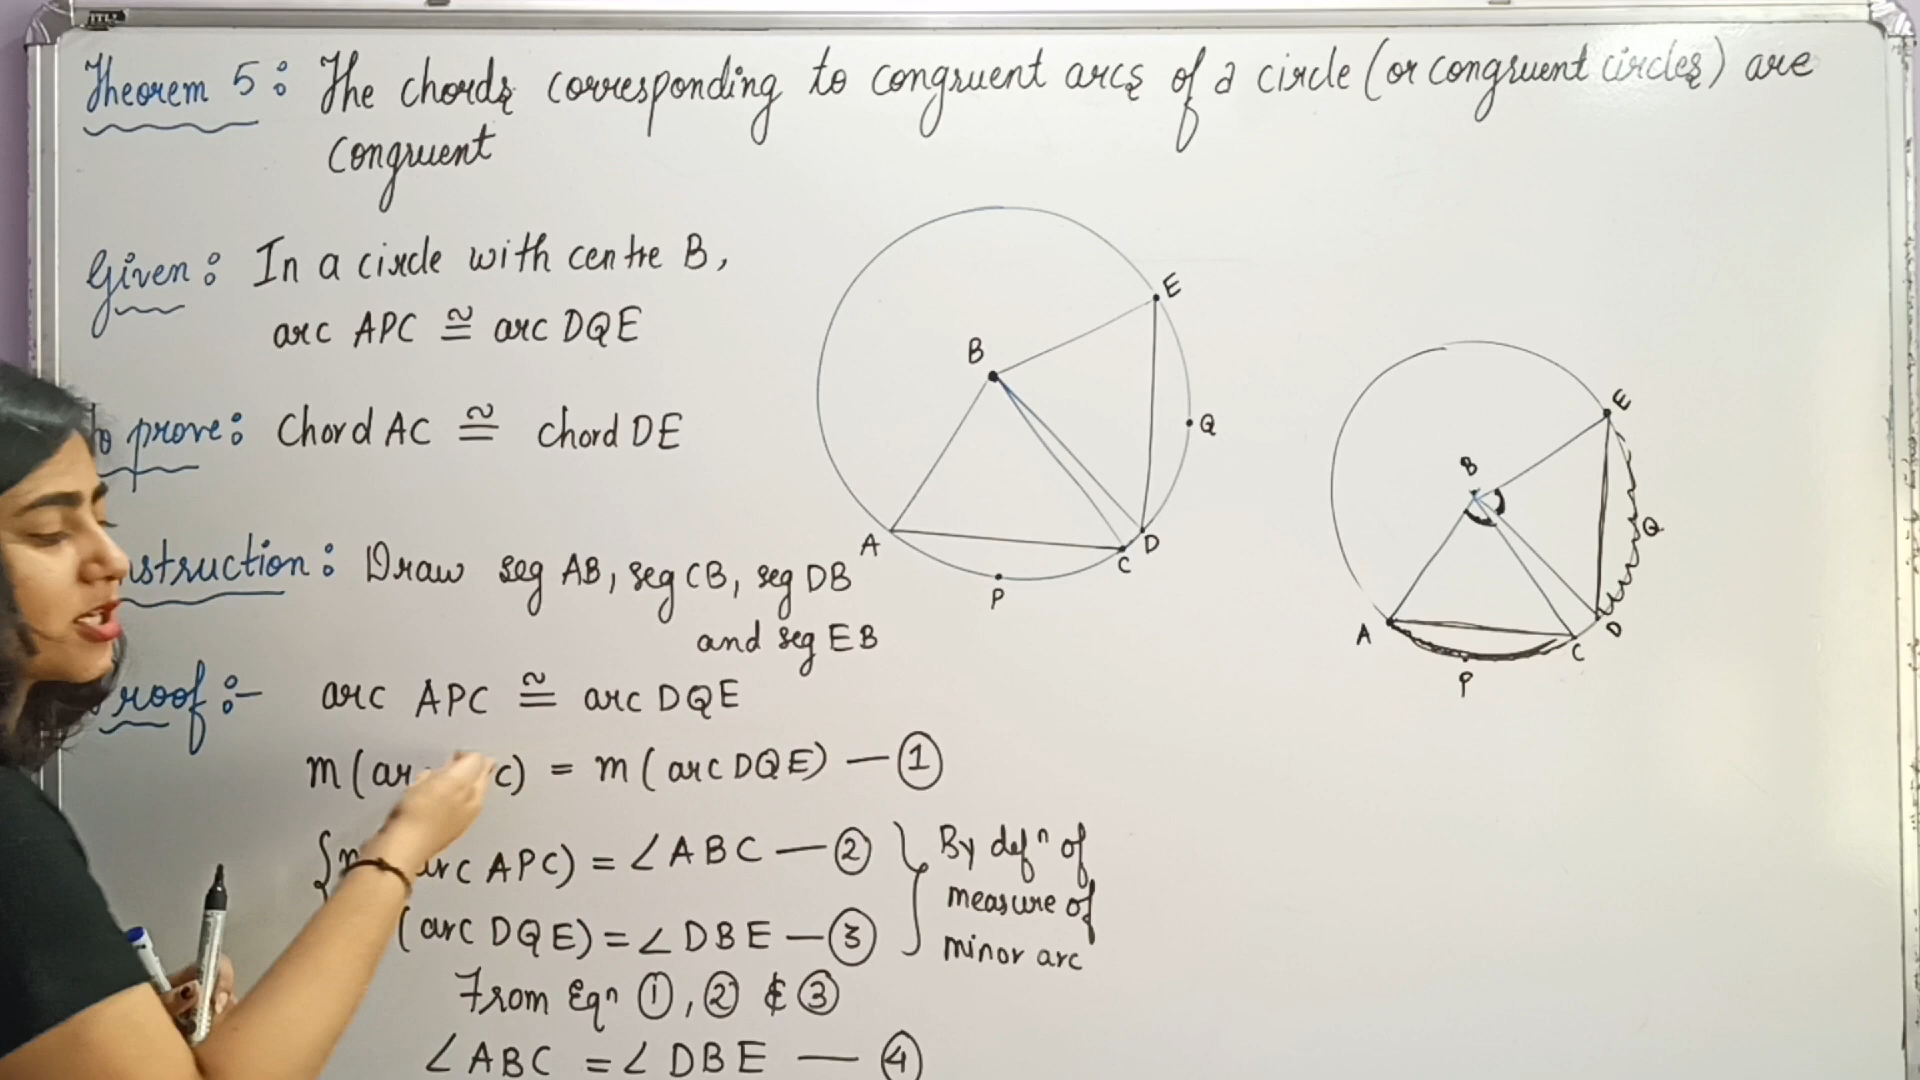 Theorem 5: The chords corresponding to congruent arcs of a circle (or congruent circles) are
congruent
Given: In a circle with centre B,
arc APC ≅ arc DQE
prove: Chord AC ≅ chord DE
struction: Draw seg AB, seg CB, seg DB
and seg EB
roof:- arc APC ≅ arc DQE
m(ar c) = m(arc DQE) — ①
arc APC) = ∠ABC — ②
(arc DQE) = ∠DBE — ③
By defⁿ of
measure of
minor arc
From Eqⁿ ①, ② & ③
∠ABC = ∠DBE — ④
E
B
Q
A
D
C
P
E
B
Q
A
D
C
P